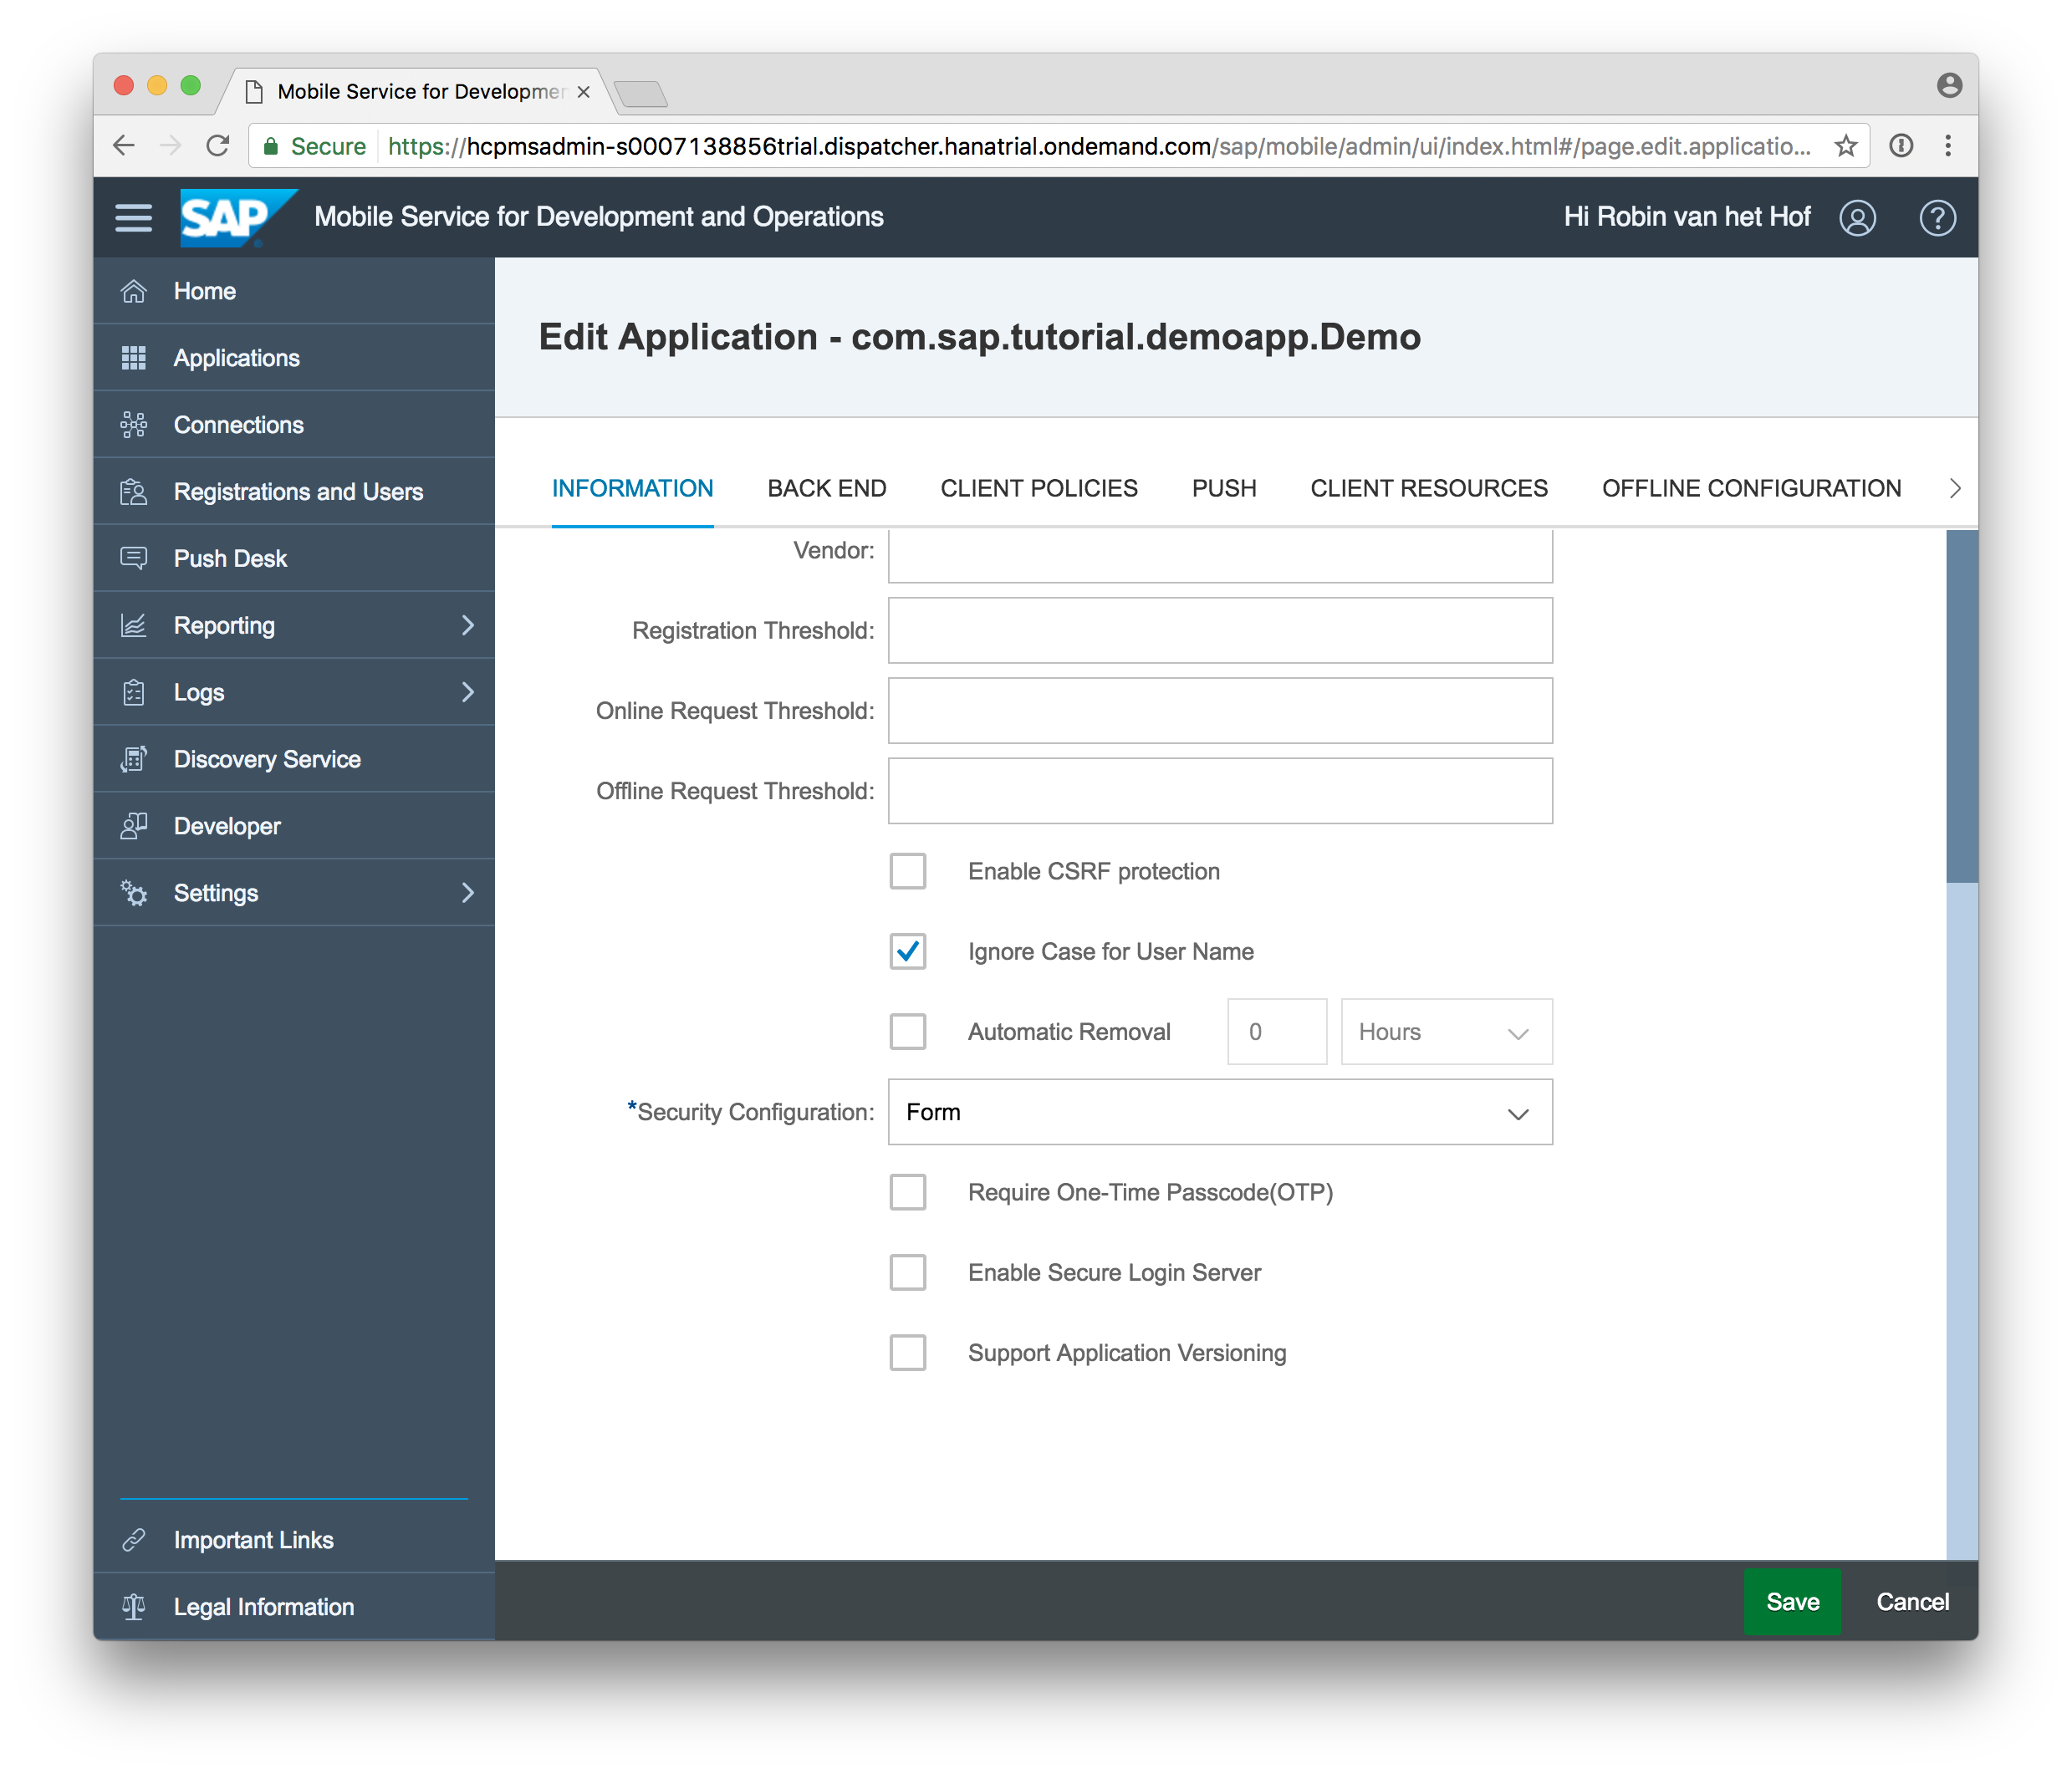 Mobile Service for Developmen
Secure https://hcpmsadmin-s0007138856trial.dispatcher.hanatrial.ondemand.com/sap/mobile/admin/ui/index.html#/page.edit.applicatio...
SAP Mobile Service for Development and Operations
Hi Robin van het Hof
Home
Applications
Connections
Registrations and Users
Push Desk
Reporting
Logs
Discovery Service
Developer
Settings
Important Links
Legal Information
Edit Application - com.sap.tutorial.demoapp.Demo
INFORMATION BACK END CLIENT POLICIES PUSH CLIENT RESOURCES OFFLINE CONFIGURATION
Vendor:
Registration Threshold:
Online Request Threshold:
Offline Request Threshold:
Enable CSRF protection
Ignore Case for User Name
Automatic Removal 0 Hours
*Security Configuration: Form
Require One-Time Passcode(OTP)
Enable Secure Login Server
Support Application Versioning
Save Cancel